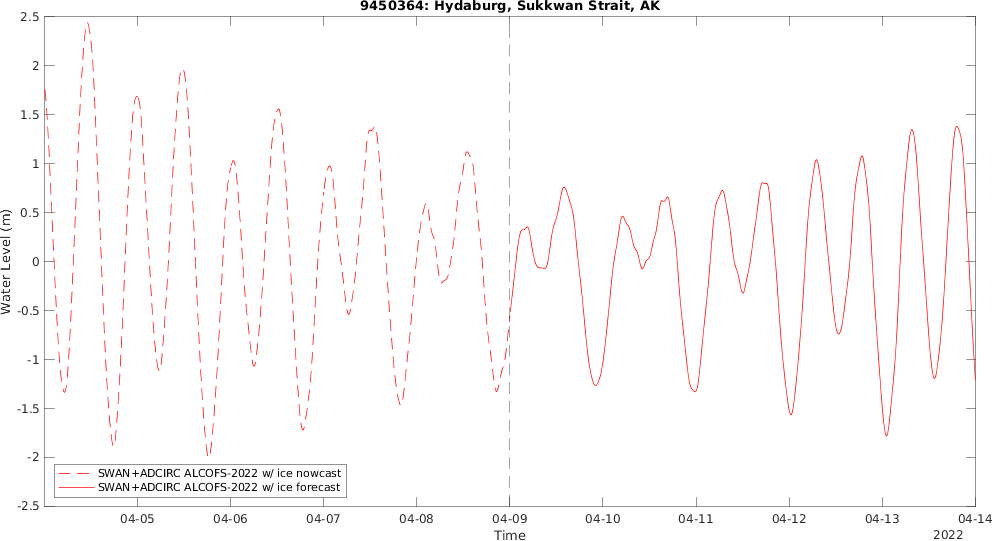 9450364: Hydaburg, Sukkwan Strait, AK
2.5
2
1.5
1
0.5
0
-0.5
-1
-1.5
-2
-2.5
Water Level (m)
SWAN+ADCIRC ALCOFS-2022 w/ ice nowcast
SWAN+ADCIRC ALCOFS-2022 w/ ice forecast
04-05 04-06 04-07 04-08 04-09 04-10 04-11 04-12 04-13 04-14
Time
2022